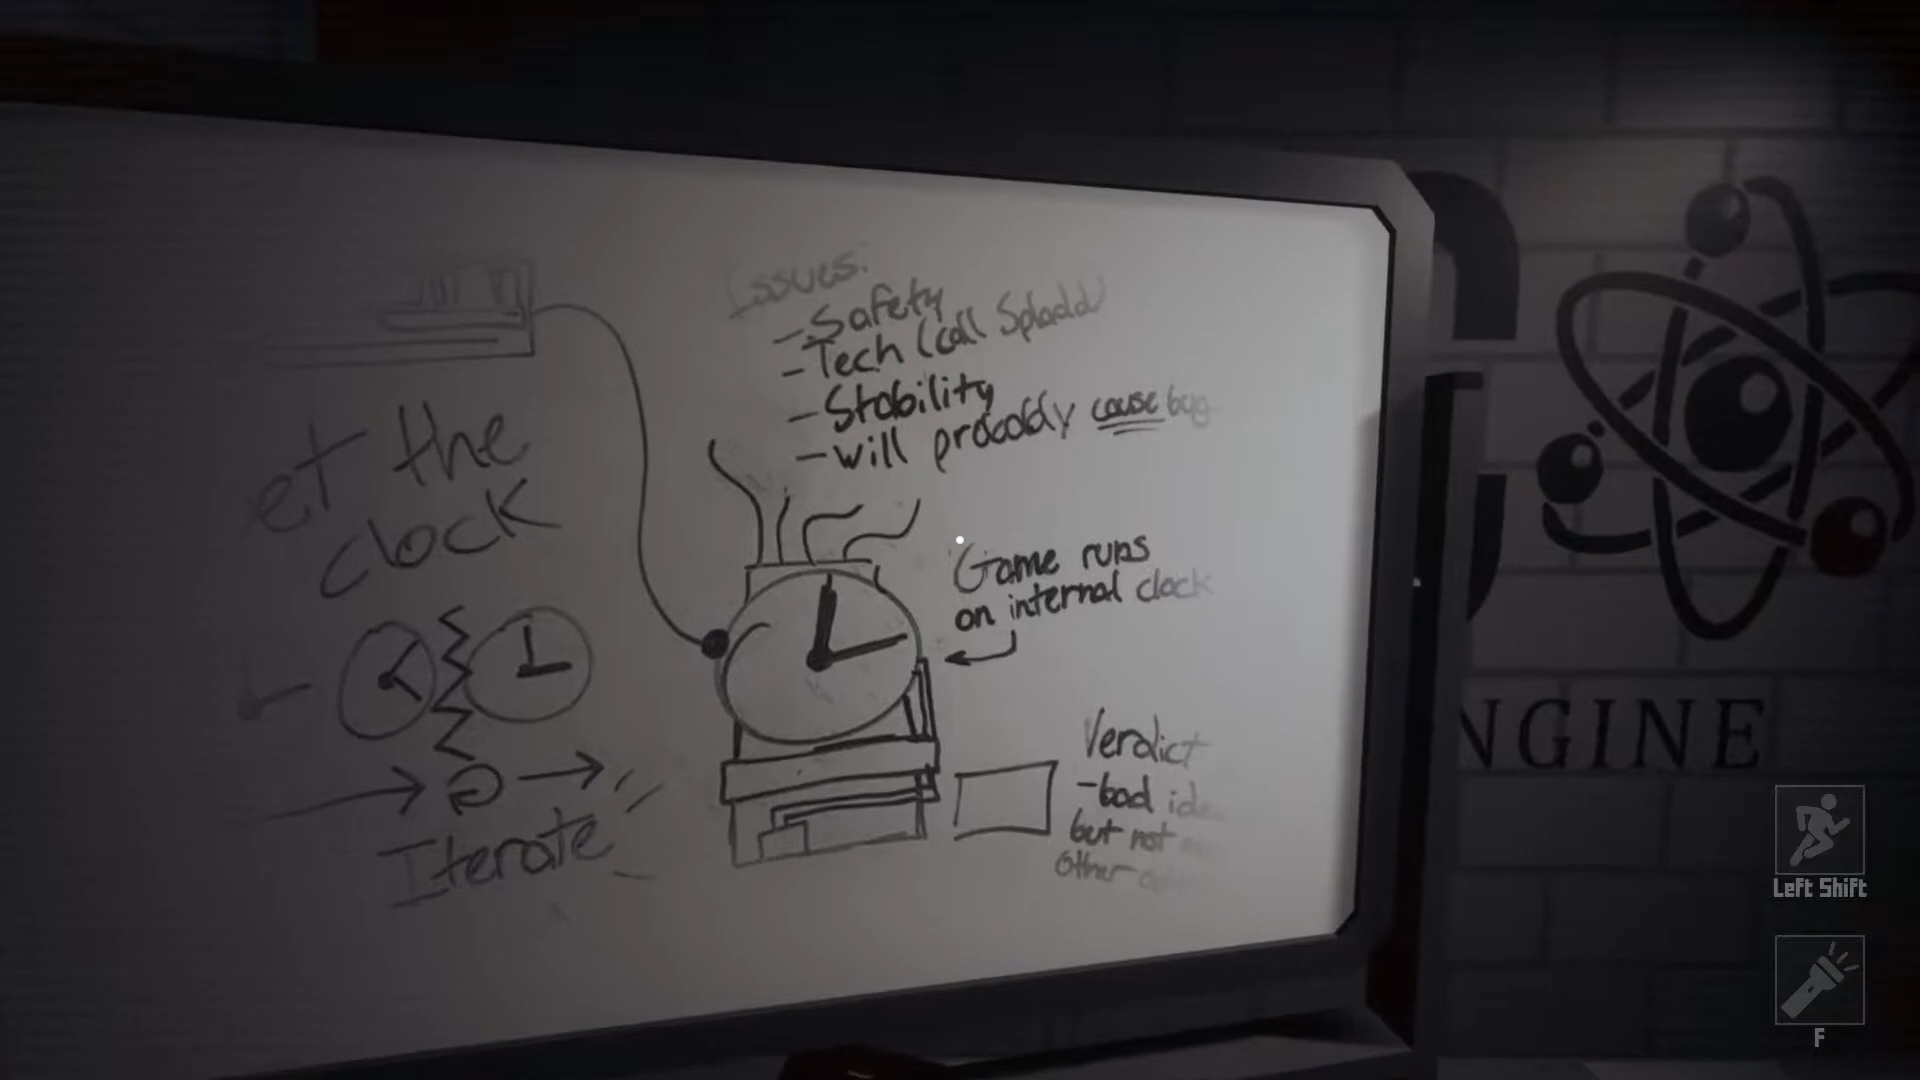 Issues:
-Safety
-Tech (call
-Stability
-will probably cause bug
et the
clock
Game runs
on internal clock
Iterate
Verdict
-bad ide
but not
Other
NGINE
Left Shift
F